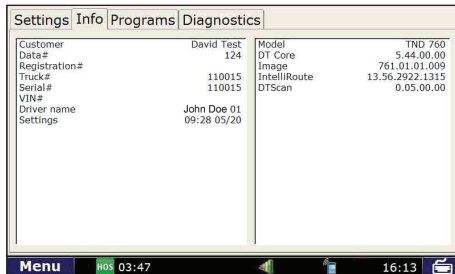 Settings Info Programs Diagnostics
Customer David Test
Data# 124
Registration#
Truck# 110015
Serial# 110015
VIN#
Driver name John Doe 01
Settings 09:28 05/20
Model TND 760
DT Core 5.44.00.00
Image 761.01.01.009
IntelliRoute 13.56.2922.1315
DTScan 0.05.00.00
Menu HOS 03:47 16:13